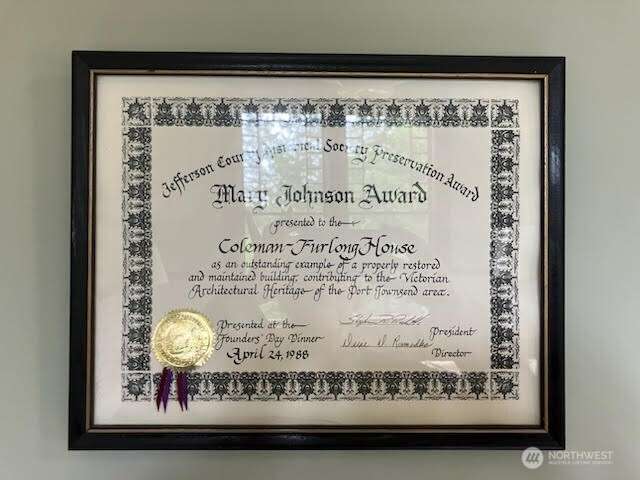 Jefferson County Historical Society Preservation Award
Mary Johnson Award
presented to the
Coleman-Furlong House
as an outstanding example of a properly restored
and maintained building, contributing to the Victorian
Architectural Heritage of the Port Townsend area.
Presented at the
Founders' Day Dinner
April 24, 1988
President
Director
NORTHWEST